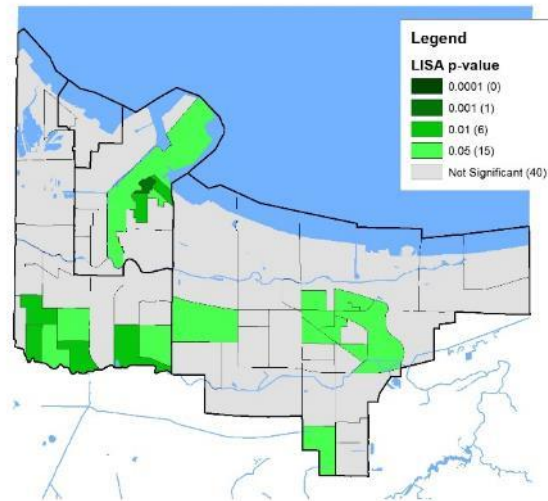 Legend
LISA p-value
0.0001 (0)
0.001 (1)
0.01 (6)
0.05 (15)
Not Significant (40)